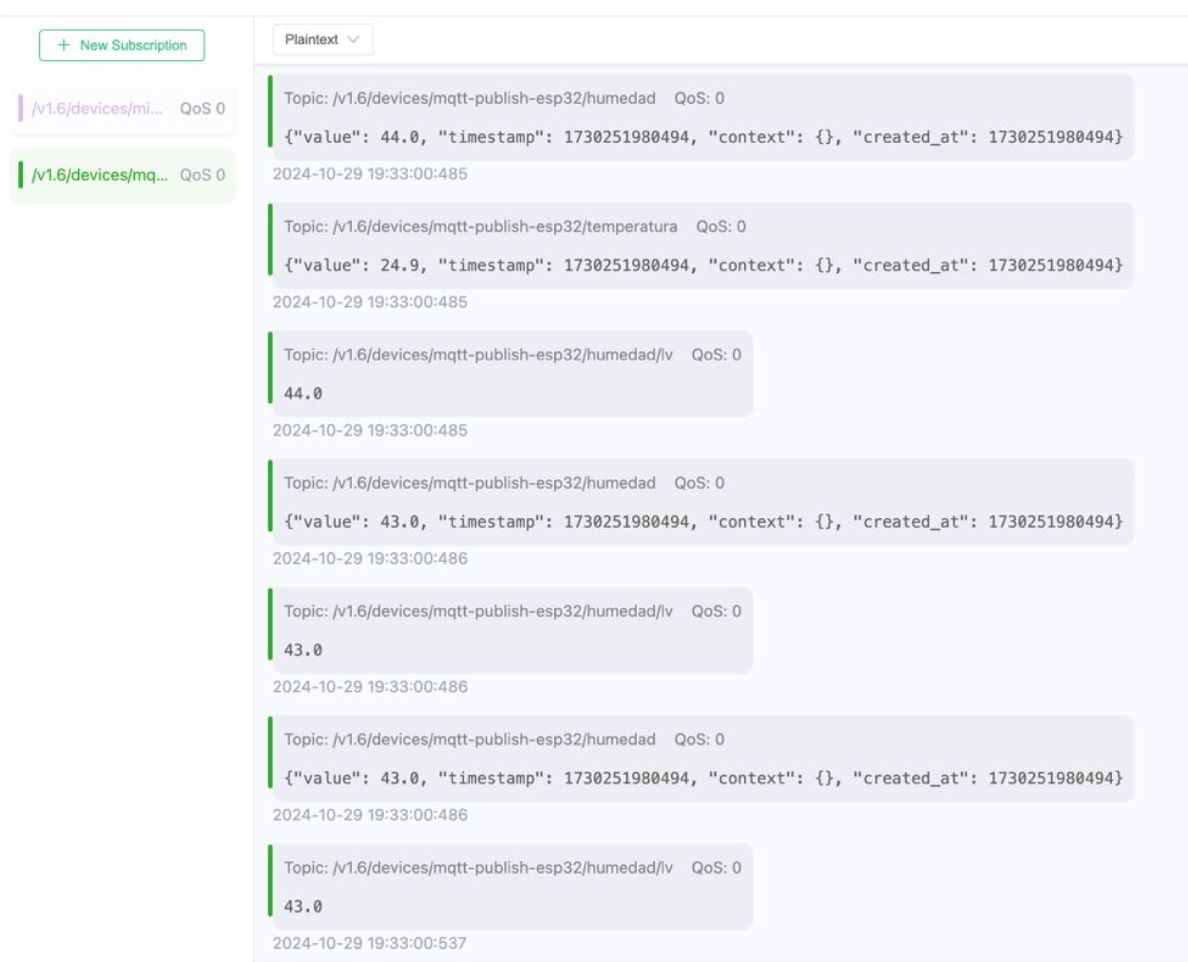 + New Subscription
/v1.6/devices/mi... QoS 0
/v1.6/devices/mq... QoS 0
Plaintext
Topic: /v1.6/devices/mqtt-publish-esp32/humedad QoS: 0
{"value": 44.0, "timestamp": 1730251980494, "context": {}, "created_at": 1730251980494}
2024-10-29 19:33:00:485
Topic: /v1.6/devices/mqtt-publish-esp32/temperatura QoS: 0
{"value": 24.9, "timestamp": 1730251980494, "context": {}, "created_at": 1730251980494}
2024-10-29 19:33:00:485
Topic: /v1.6/devices/mqtt-publish-esp32/humedad/lv QoS: 0
44.0
2024-10-29 19:33:00:485
Topic: /v1.6/devices/mqtt-publish-esp32/humedad QoS: 0
{"value": 43.0, "timestamp": 1730251980494, "context": {}, "created_at": 1730251980494}
2024-10-29 19:33:00:486
Topic: /v1.6/devices/mqtt-publish-esp32/humedad/lv QoS: 0
43.0
2024-10-29 19:33:00:486
Topic: /v1.6/devices/mqtt-publish-esp32/humedad QoS: 0
{"value": 43.0, "timestamp": 1730251980494, "context": {}, "created_at": 1730251980494}
2024-10-29 19:33:00:486
Topic: /v1.6/devices/mqtt-publish-esp32/humedad/lv QoS: 0
43.0
2024-10-29 19:33:00:537